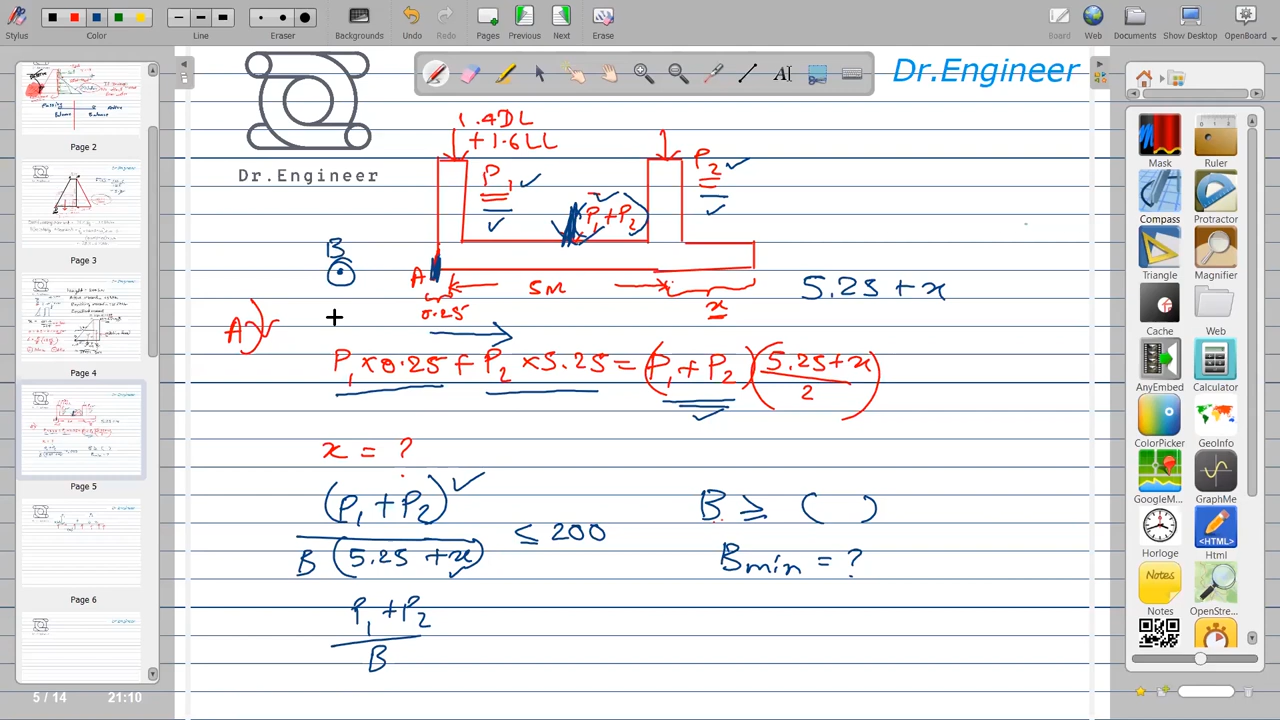 Stylus
Color
Line
Eraser
Backgrounds
Undo
Redo
Pages
Previous
Next
Erase
Board
Web
Documents
Show Desktop
OpenBoard
Page 2
Page 3
Page 4
Page 5
Page 6
5 / 14
21:10
Dr.Engineer
Dr.Engineer
1.4DL
+1.6LL
P1
P2
P1+P2
B
A
0.25
5M
x
5.25+x
A)
+
P1×0.25+P2×5.25=(P1+P2)(5.25+x/2)
x = ?
(P1+P2)/B(5.25+x) ≤ 200
B ≥ ( )
Bmin = ?
P1+P2/B
Mask
Ruler
Compass
Protractor
Triangle
Magnifier
Cache
Web
AnyEmbed
Calculator
ColorPicker
GeoInfo
GoogleM...
GraphMe
Horloge
<HTML>
Html
Notes
Notes
OpenStre...